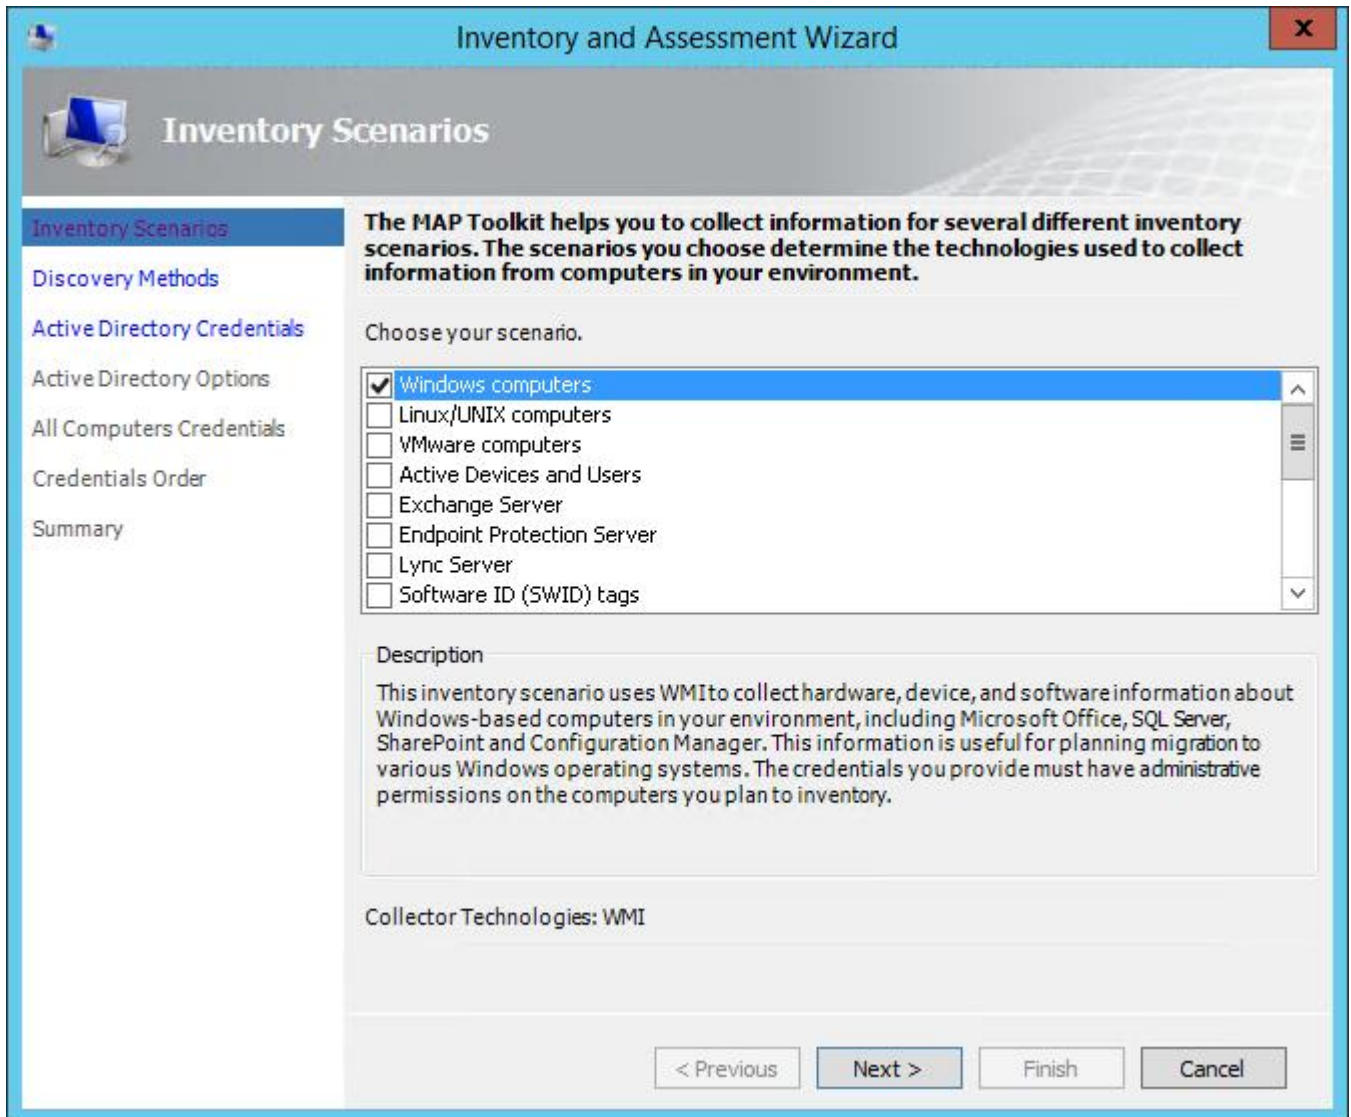 Inventory and Assessment Wizard
X
Inventory Scenarios
Inventory Scenarios
Discovery Methods
Active Directory Credentials
Active Directory Options
All Computers Credentials
Credentials Order
Summary
The MAP Toolkit helps you to collect information for several different inventory
scenarios. The scenarios you choose determine the technologies used to collect
information from computers in your environment.
Choose your scenario.
Windows computers
Linux/UNIX computers
VMware computers
Active Devices and Users
Exchange Server
Endpoint Protection Server
Lync Server
Software ID (SWID) tags
Description
This inventory scenario uses WMI to collect hardware, device, and software information about
Windows-based computers in your environment, including Microsoft Office, SQL Server,
SharePoint and Configuration Manager. This information is useful for planning migration to
various Windows operating systems. The credentials you provide must have administrative
permissions on the computers you plan to inventory.
Collector Technologies: WMI
< Previous
Next >
Finish
Cancel